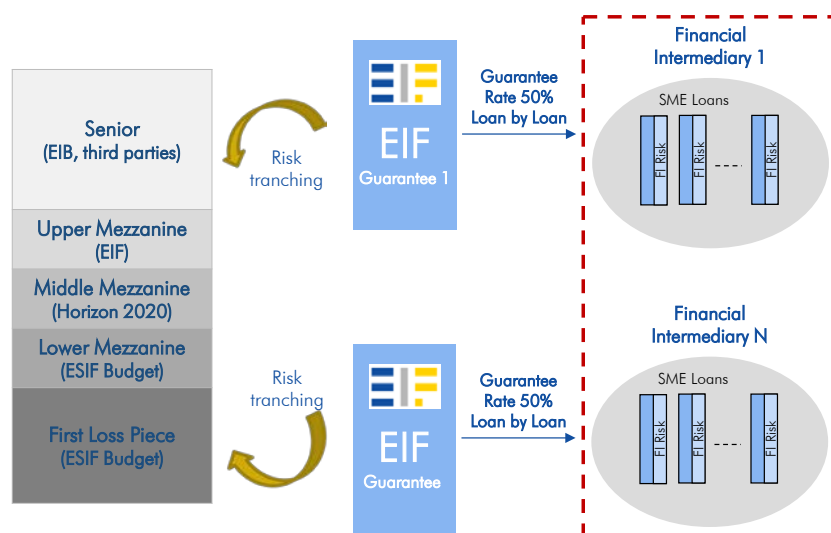 Senior
(EIB, third parties)
Upper Mezzanine
(EIF)
Middle Mezzanine
(Horizon 2020)
Lower Mezzanine
(ESIF Budget)
First Loss Piece
(ESIF Budget)
Risk
tranching
EIF
Guarantee 1
Guarantee
Rate 50%
Loan by Loan
Financial
Intermediary 1
SME Loans
FI Risk
FI Risk
FI Risk
Risk
tranching
EIF
Guarantee
Guarantee
Rate 50%
Loan by Loan
Financial
Intermediary N
SME Loans
FI Risk
FI Risk
FI Risk